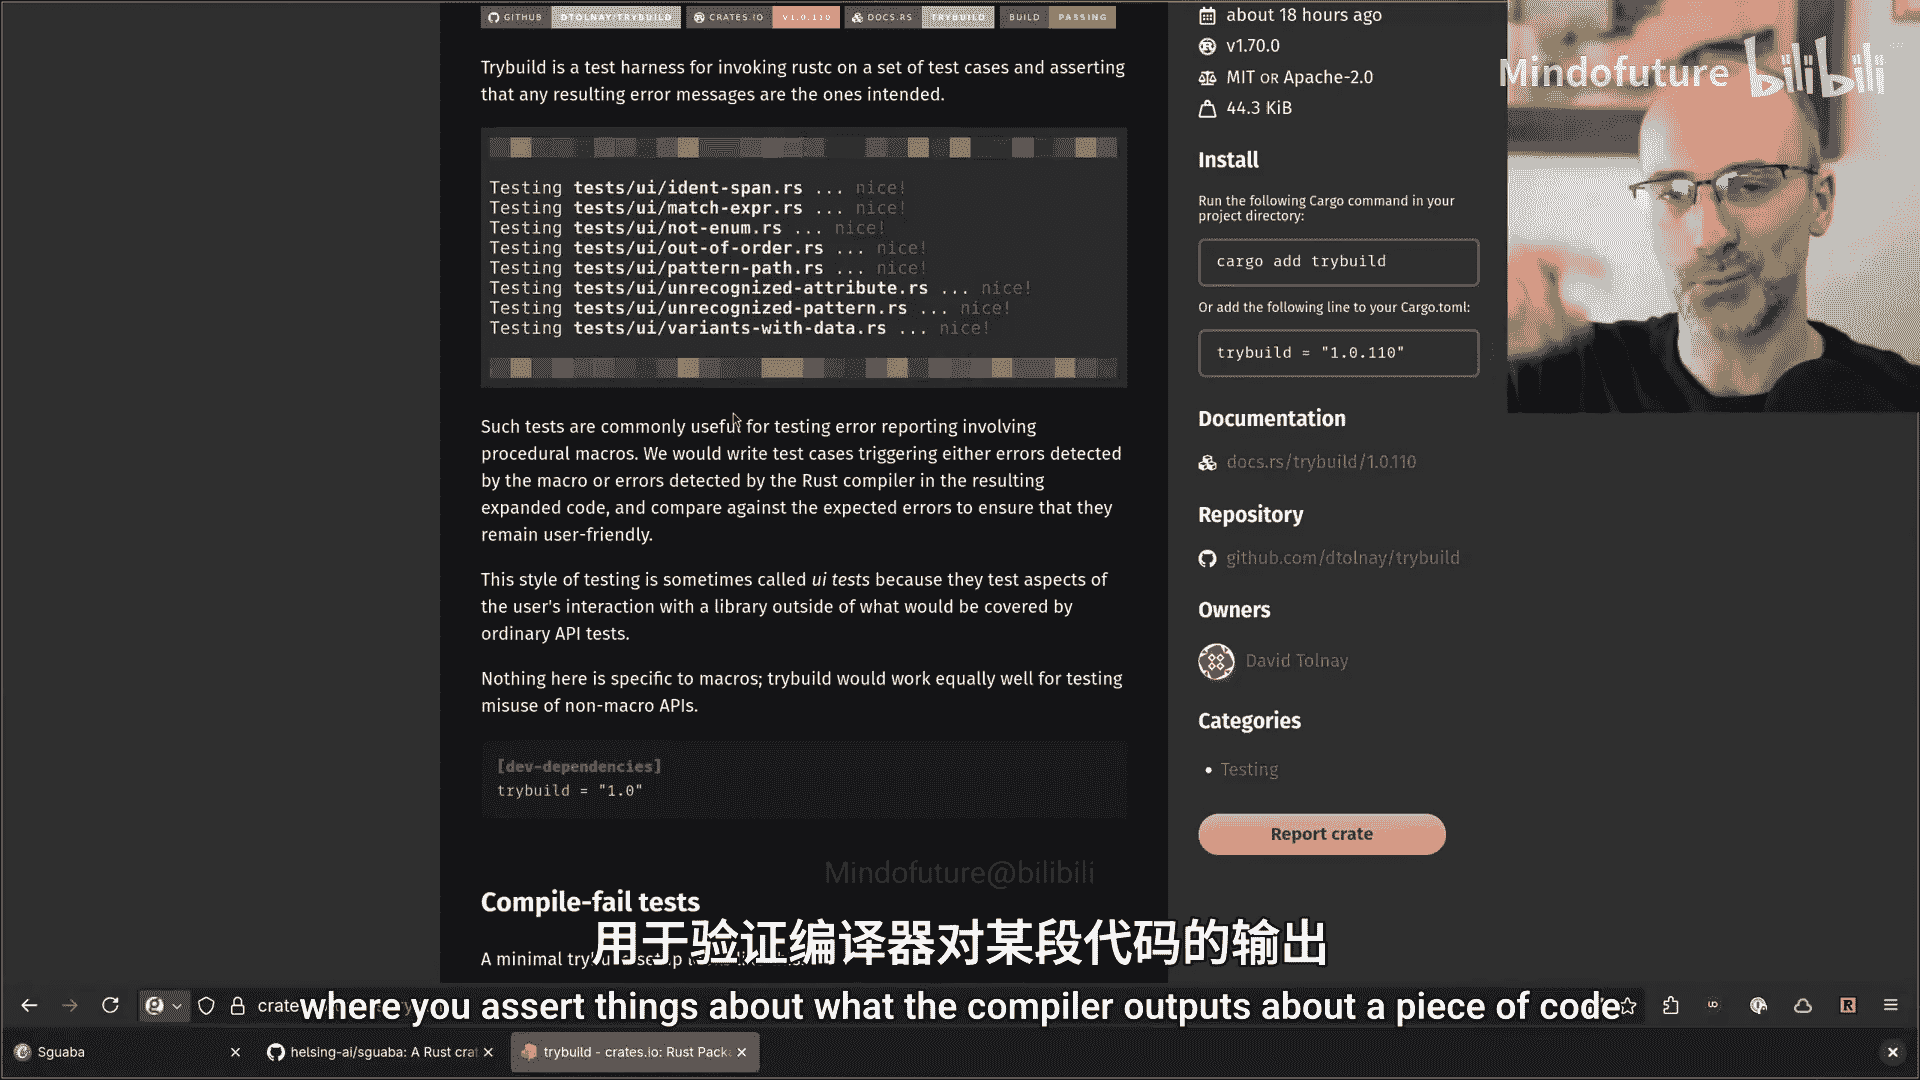 GITHUB DTOLNAY/TRYBUILD CRATES.IO V1.0.110 DOCS.RS TRYBUILD BUILD PASSING
Trybuild is a test harness for invoking rustc on a set of test cases and asserting
that any resulting error messages are the ones intended.
Testing tests/ui/ident-span.rs ... nice!
Testing tests/ui/match-expr.rs ... nice!
Testing tests/ui/not-enum.rs ... nice!
Testing tests/ui/out-of-order.rs ... nice!
Testing tests/ui/pattern-path.rs ... nice!
Testing tests/ui/unrecognized-attribute.rs ... nice!
Testing tests/ui/unrecognized-pattern.rs ... nice!
Testing tests/ui/variants-with-data.rs ... nice!
Such tests are commonly useful for testing error reporting involving
procedural macros. We would write test cases triggering either errors detected
by the macro or errors detected by the Rust compiler in the resulting
expanded code, and compare against the expected errors to ensure that they
remain user-friendly.
This style of testing is sometimes called ui tests because they test aspects of
the user's interaction with a library outside of what would be covered by
ordinary API tests.
Nothing here is specific to macros; trybuild would work equally well for testing
misuse of non-macro APIs.
[dev-dependencies]
trybuild = "1.0"
Compile-fail tests
A minimal
about 18 hours ago
v1.70.0
MIT OR Apache-2.0
44.3 KiB
Install
Run the following Cargo command in your
project directory:
cargo add trybuild
Or add the following line to your Cargo.toml:
trybuild = "1.0.110"
Documentation
docs.rs/trybuild/1.0.110
Repository
github.com/dtolnay/trybuild
Owners
David Tolnay
Categories
• Testing
Report crate
Mindofuture bilibili
Mindofuture@bilibili
用于验证编译器对某段代码的输出
where you assert things about what the compiler outputs about a piece of code
Sguaba
helsing-ai/sguaba: A Rust crat
trybuild - crates.io: Rust Pack